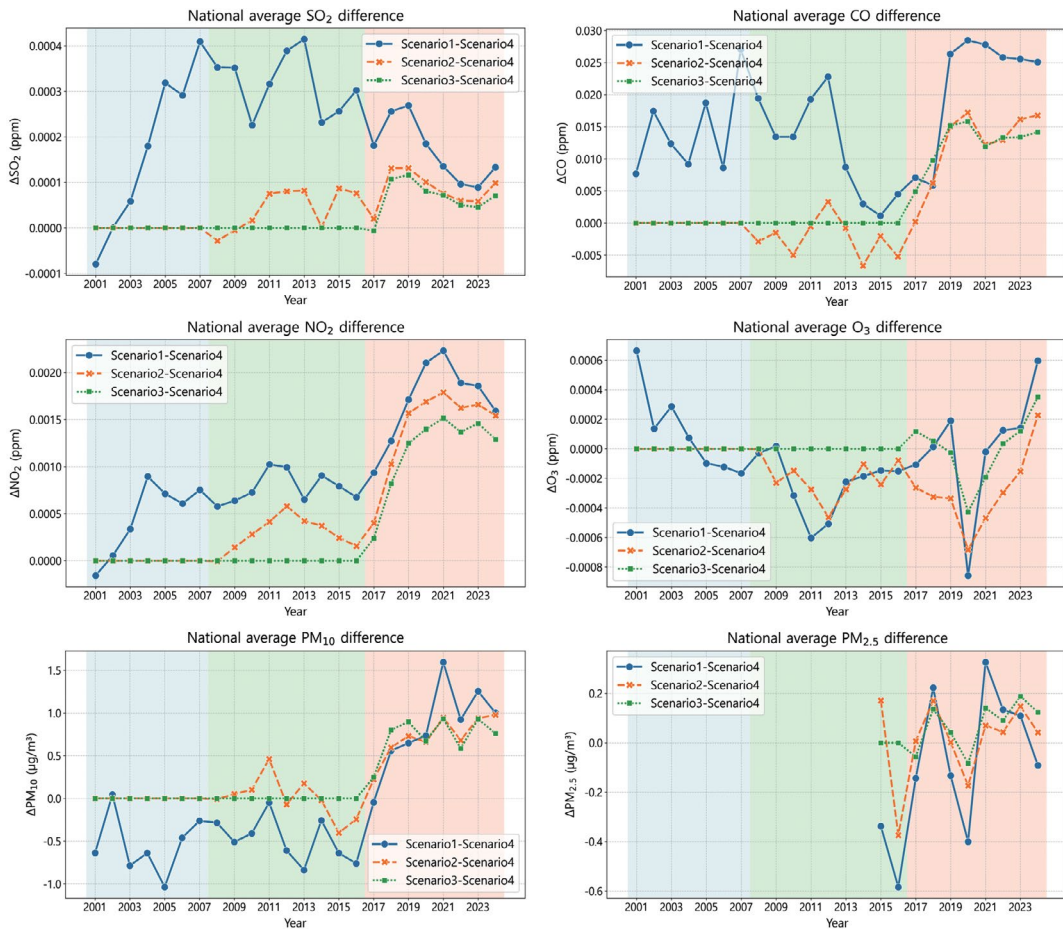 National average SO₂ difference
ΔSO₂ (ppm)
0.0004
0.0003
0.0002
0.0001
0.0000
-0.0001
Scenario1-Scenario4
Scenario2-Scenario4
Scenario3-Scenario4
2001 2003 2005 2007 2009 2011 2013 2015 2017 2019 2021 2023
Year
National average CO difference
ΔCO (ppm)
0.030
0.025
0.020
0.015
0.010
0.005
0.000
-0.005
Scenario1-Scenario4
Scenario2-Scenario4
Scenario3-Scenario4
2001 2003 2005 2007 2009 2011 2013 2015 2017 2019 2021 2023
Year
National average NO₂ difference
ΔNO₂ (ppm)
0.0020
0.0015
0.0010
0.0005
0.0000
Scenario1-Scenario4
Scenario2-Scenario4
Scenario3-Scenario4
2001 2003 2005 2007 2009 2011 2013 2015 2017 2019 2021 2023
Year
National average O₃ difference
ΔO₃ (ppm)
0.0006
0.0004
0.0002
0.0000
-0.0002
-0.0004
-0.0006
-0.0008
Scenario1-Scenario4
Scenario2-Scenario4
Scenario3-Scenario4
2001 2003 2005 2007 2009 2011 2013 2015 2017 2019 2021 2023
Year
National average PM₁₀ difference
ΔPM₁₀ (μg/m³)
1.5
1.0
0.5
0.0
-0.5
-1.0
Scenario1-Scenario4
Scenario2-Scenario4
Scenario3-Scenario4
2001 2003 2005 2007 2009 2011 2013 2015 2017 2019 2021 2023
Year
National average PM₂.₅ difference
ΔPM₂.₅ (μg/m³)
0.2
0.0
-0.2
-0.4
-0.6
Scenario1-Scenario4
Scenario2-Scenario4
Scenario3-Scenario4
2001 2003 2005 2007 2009 2011 2013 2015 2017 2019 2021 2023
Year